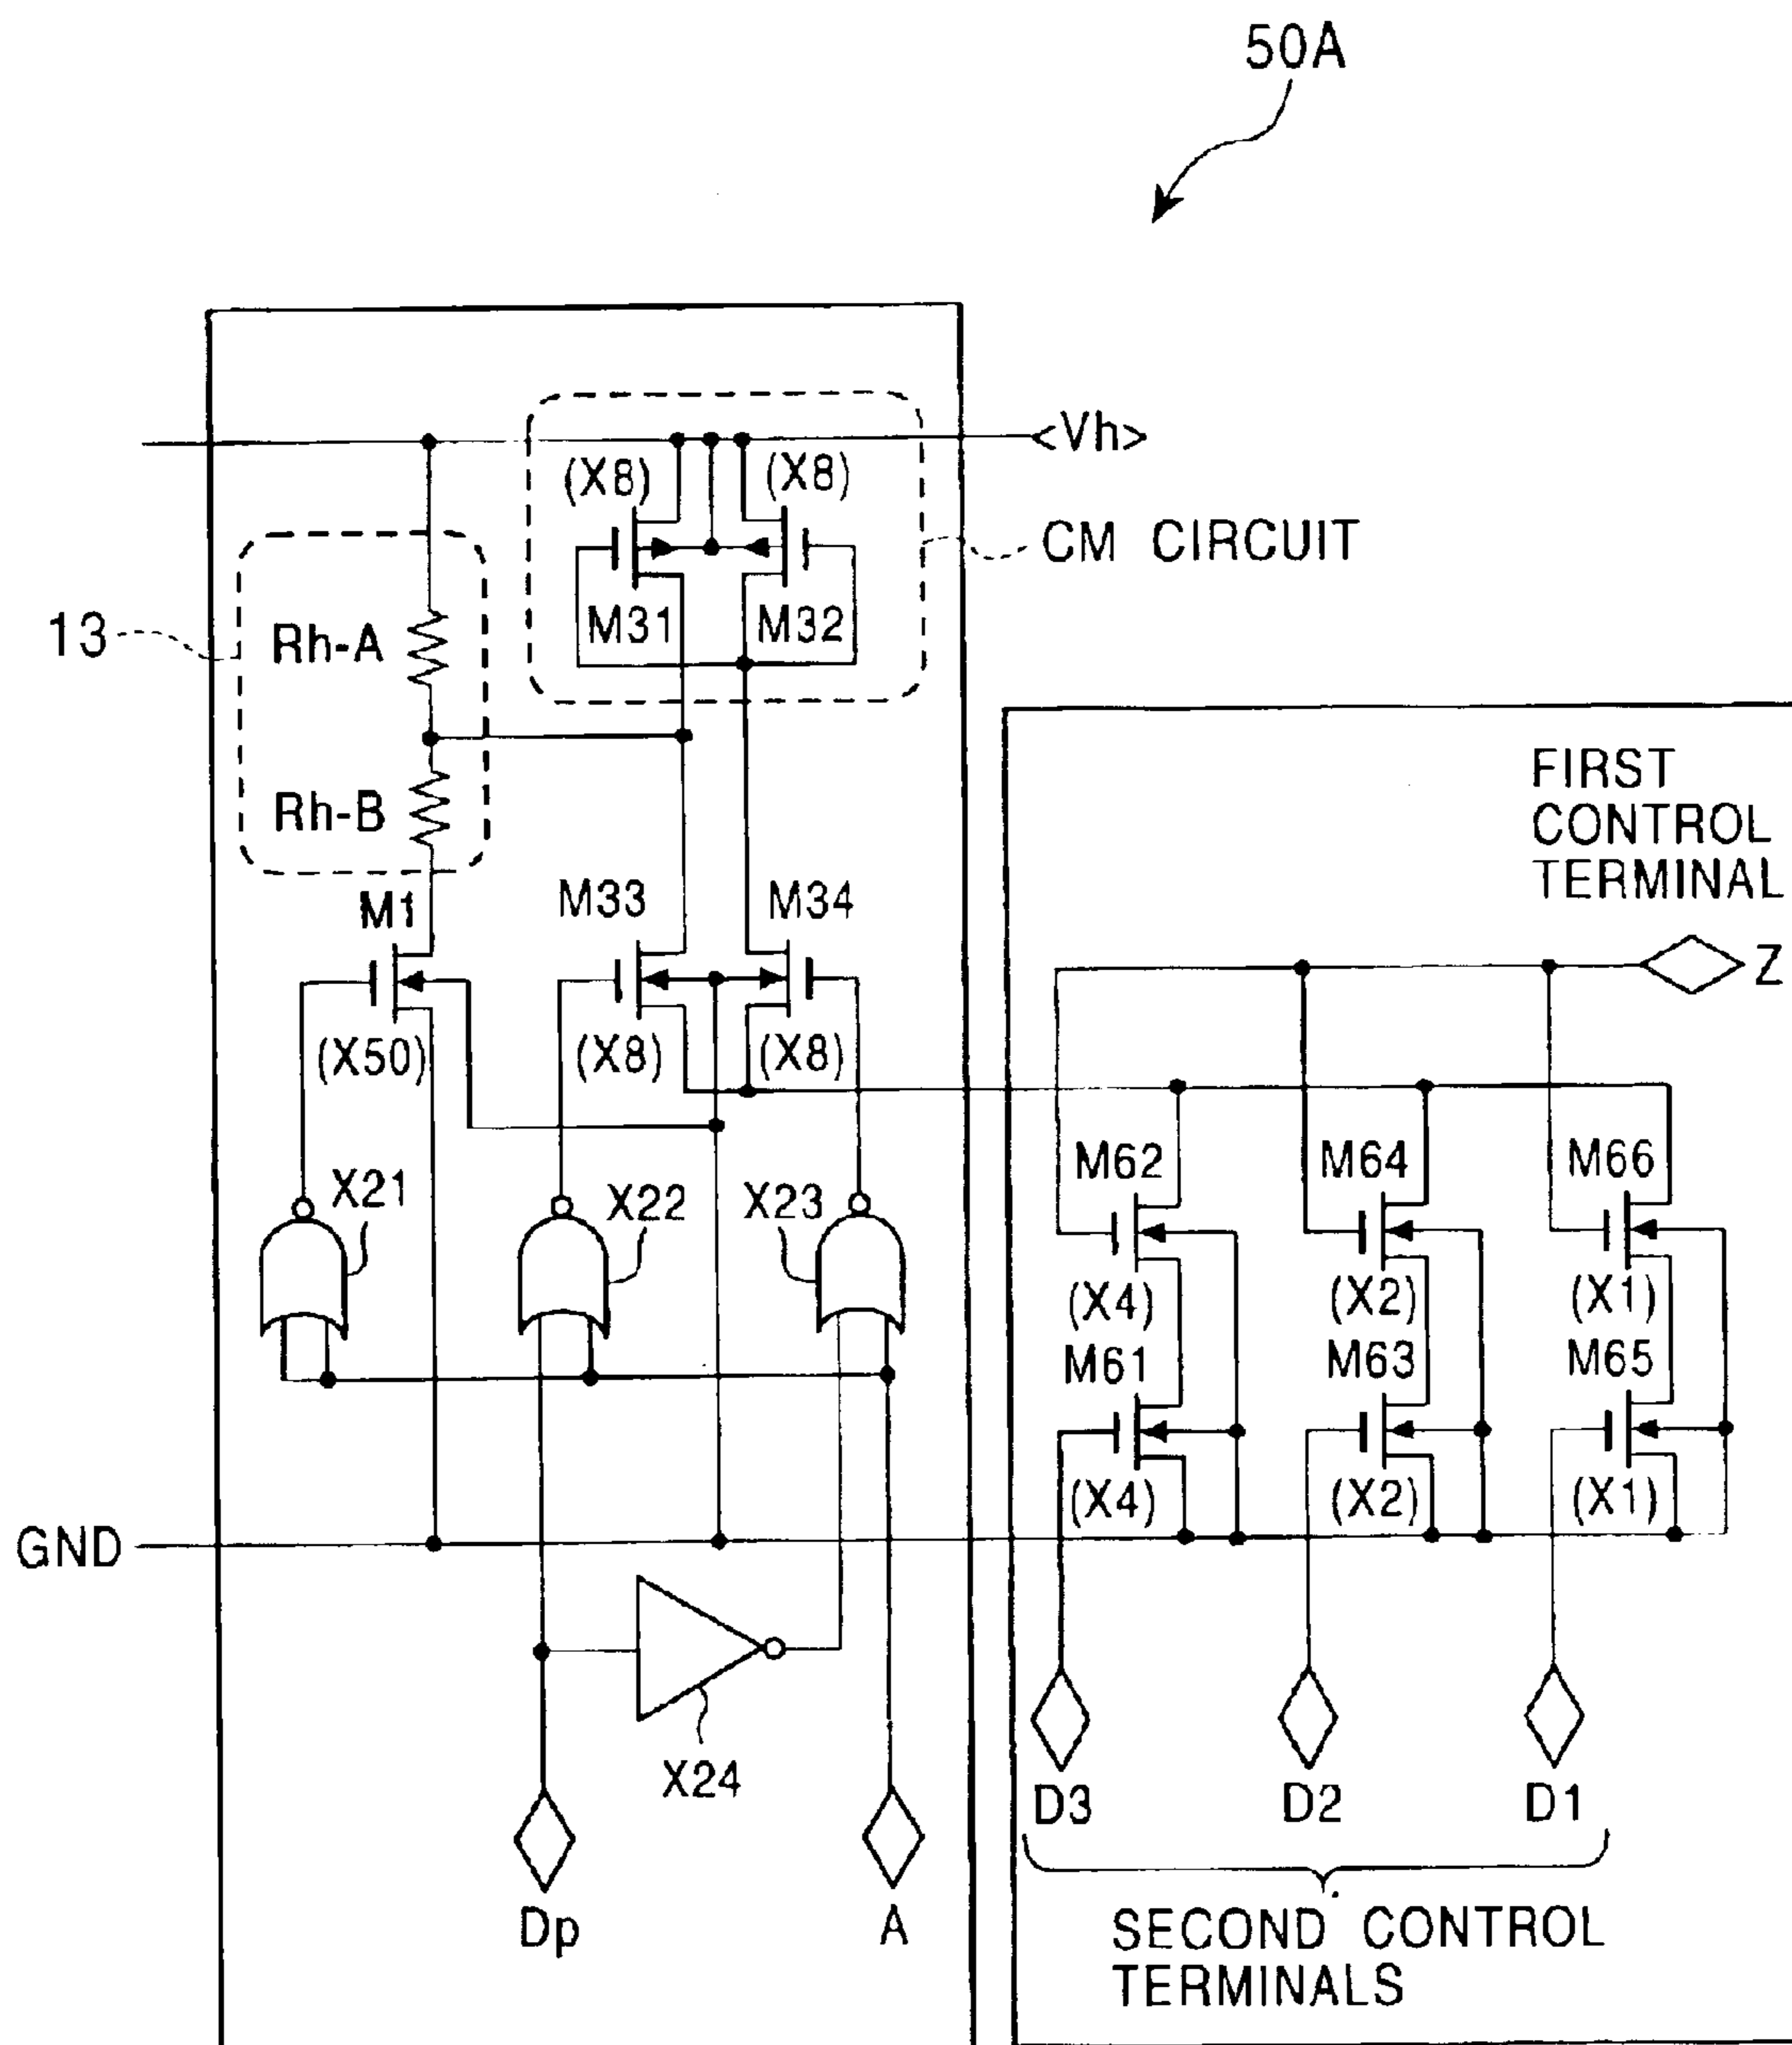 50A
<Vh>
(X8)
(X8)
CM CIRCUIT
M31
M32
13
Rh-A
Rh-B
FIRST
CONTROL
TERMINAL
M1
M33
M34
Z
(X50)
(X8)
(X8)
M62
M64
M66
X21
X22
X23
(X4)
(X2)
(X1)
M61
M63
M65
(X4)
(X2)
(X1)
GND
X24
D3
D2
D1
Dp
A
SECOND CONTROL
TERMINALS